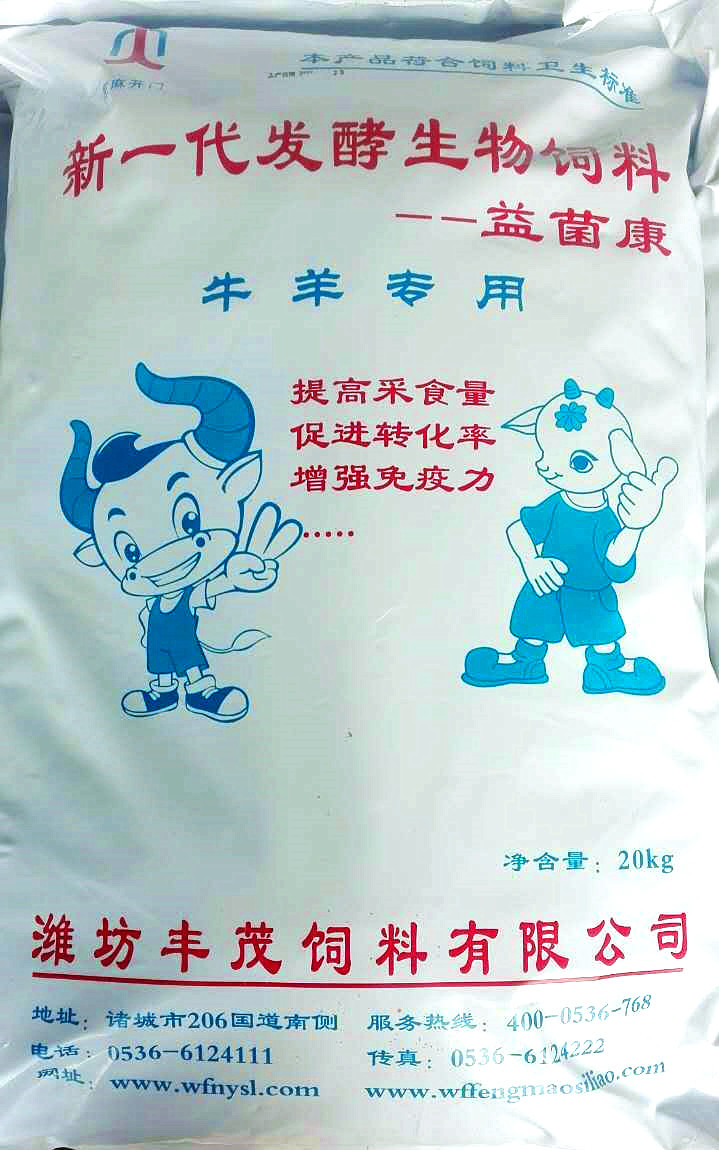 本产品符合饲料卫生标准
麻开门
新一代发酵生物饲料
——益菌康
牛羊专用
提高采食量
促进转化率
增强免疫力
......
净含量：20kg
潍坊丰茂饲料有限公司
地址：诸城市206国道南侧 服务热线：400-0536-768
电话：0536-6124111 传真：0536-6124222
网址：www.wfnysl.com www.wffengmaosiliao.com